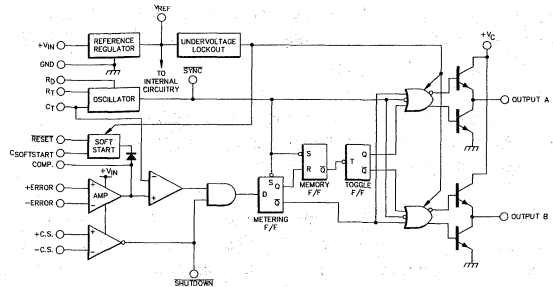 VREF
+VIN
REFERENCE
REGULATOR
UNDERVOLTAGE
LOCKOUT
+VC
GND
TO
INTERNAL
CIRCUITRY
SYNC
RD
RT
OSCILLATOR
CT
OUTPUT A
RESET
SOFT
START
CSOFTSTART
COMP.
+VIN
+ERROR
-ERROR
AMP
+
-
-
+
S
D
Q
Q
METERING
F/F
S
R
Q
MEMORY
F/F
T
Q
Q
TOGGLE
F/F
+C.S.
-C.S.
+
-
SHUTDOWN
OUTPUT B